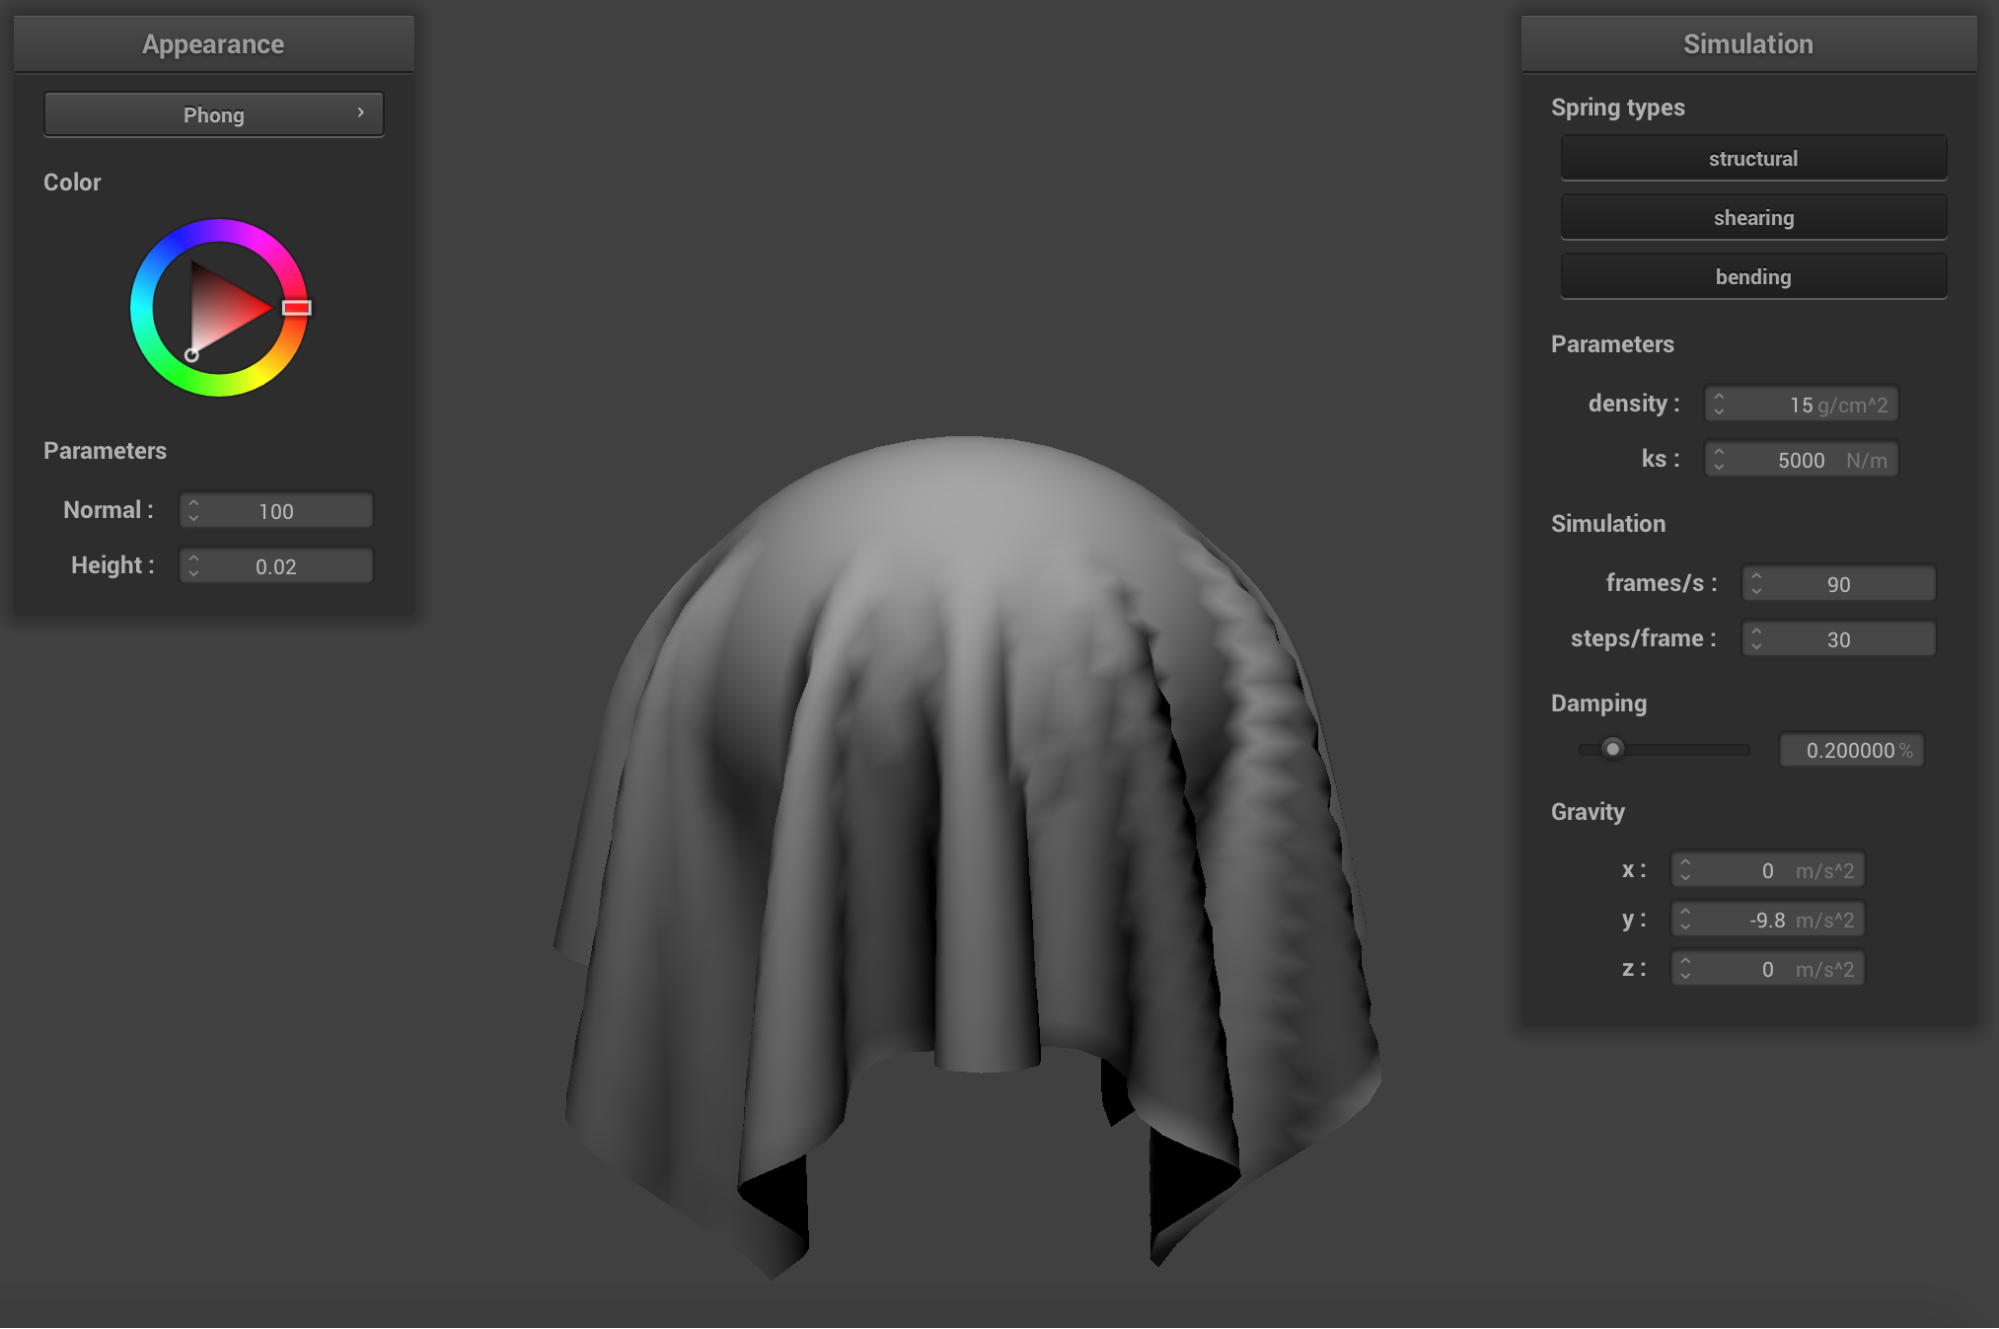 Appearance
Phong
Color
Parameters
Normal : 100
Height : 0.02
Simulation
Spring types
structural
shearing
bending
Parameters
density : 15 g/cm^2
ks : 5000 N/m
Simulation
frames/s : 90
steps/frame : 30
Damping
0.200000 %
Gravity
x : 0 m/s^2
y : -9.8 m/s^2
z : 0 m/s^2